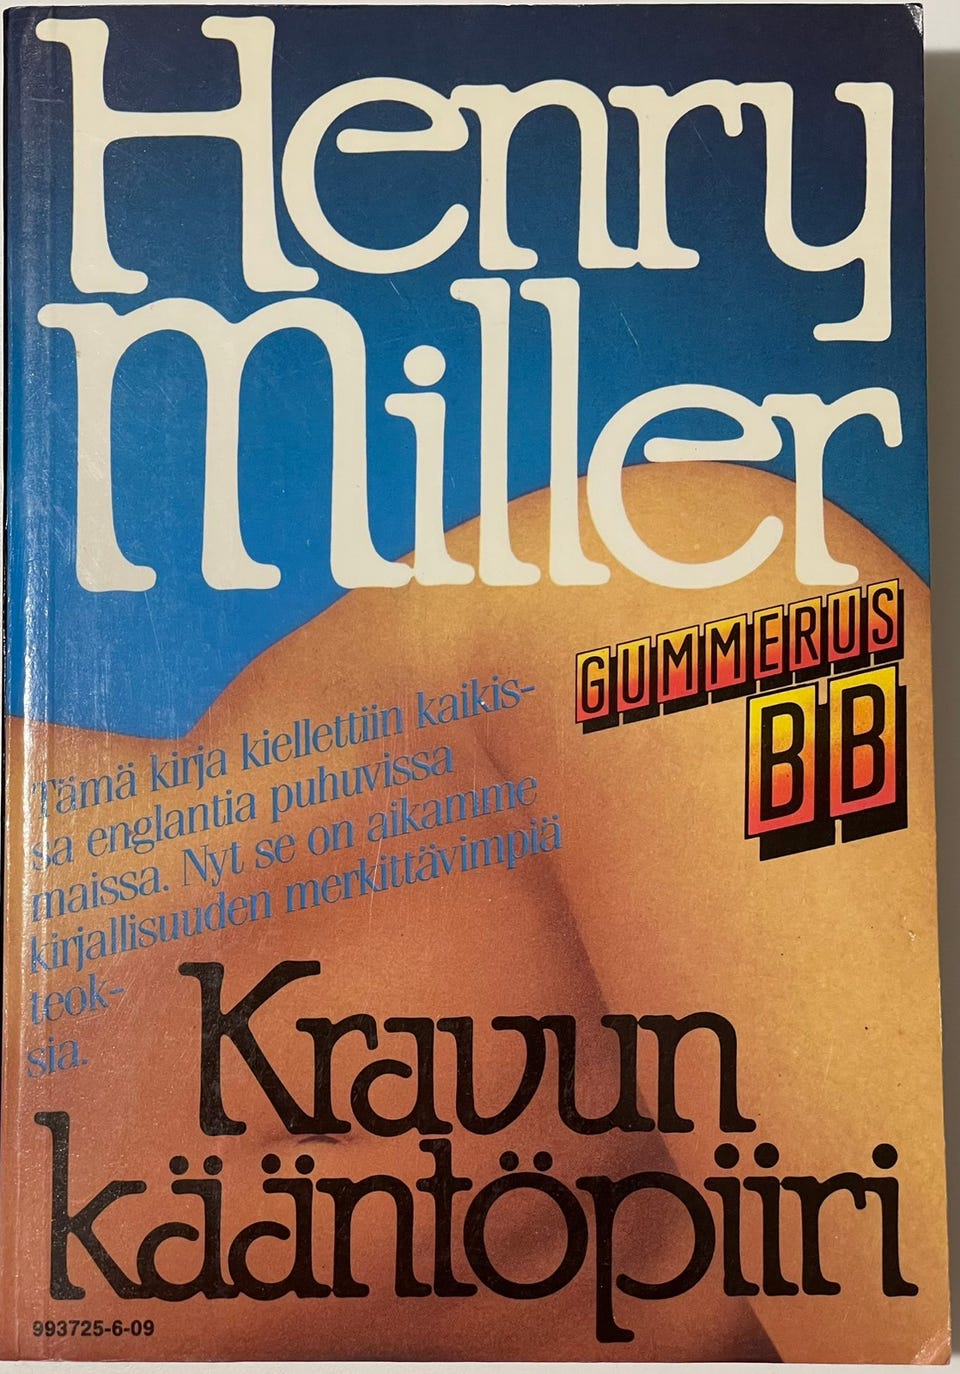 Henry
Miller
GUMMERUS
BB
Tämä kirja kiellettiin kaikis-
sa englantia puhuvissa
maissa. Nyt se on aikamme
kirjallisuuden merkittävimpiä
teok-
sia.
Kravun
kääntöpiiri
993725-6-09